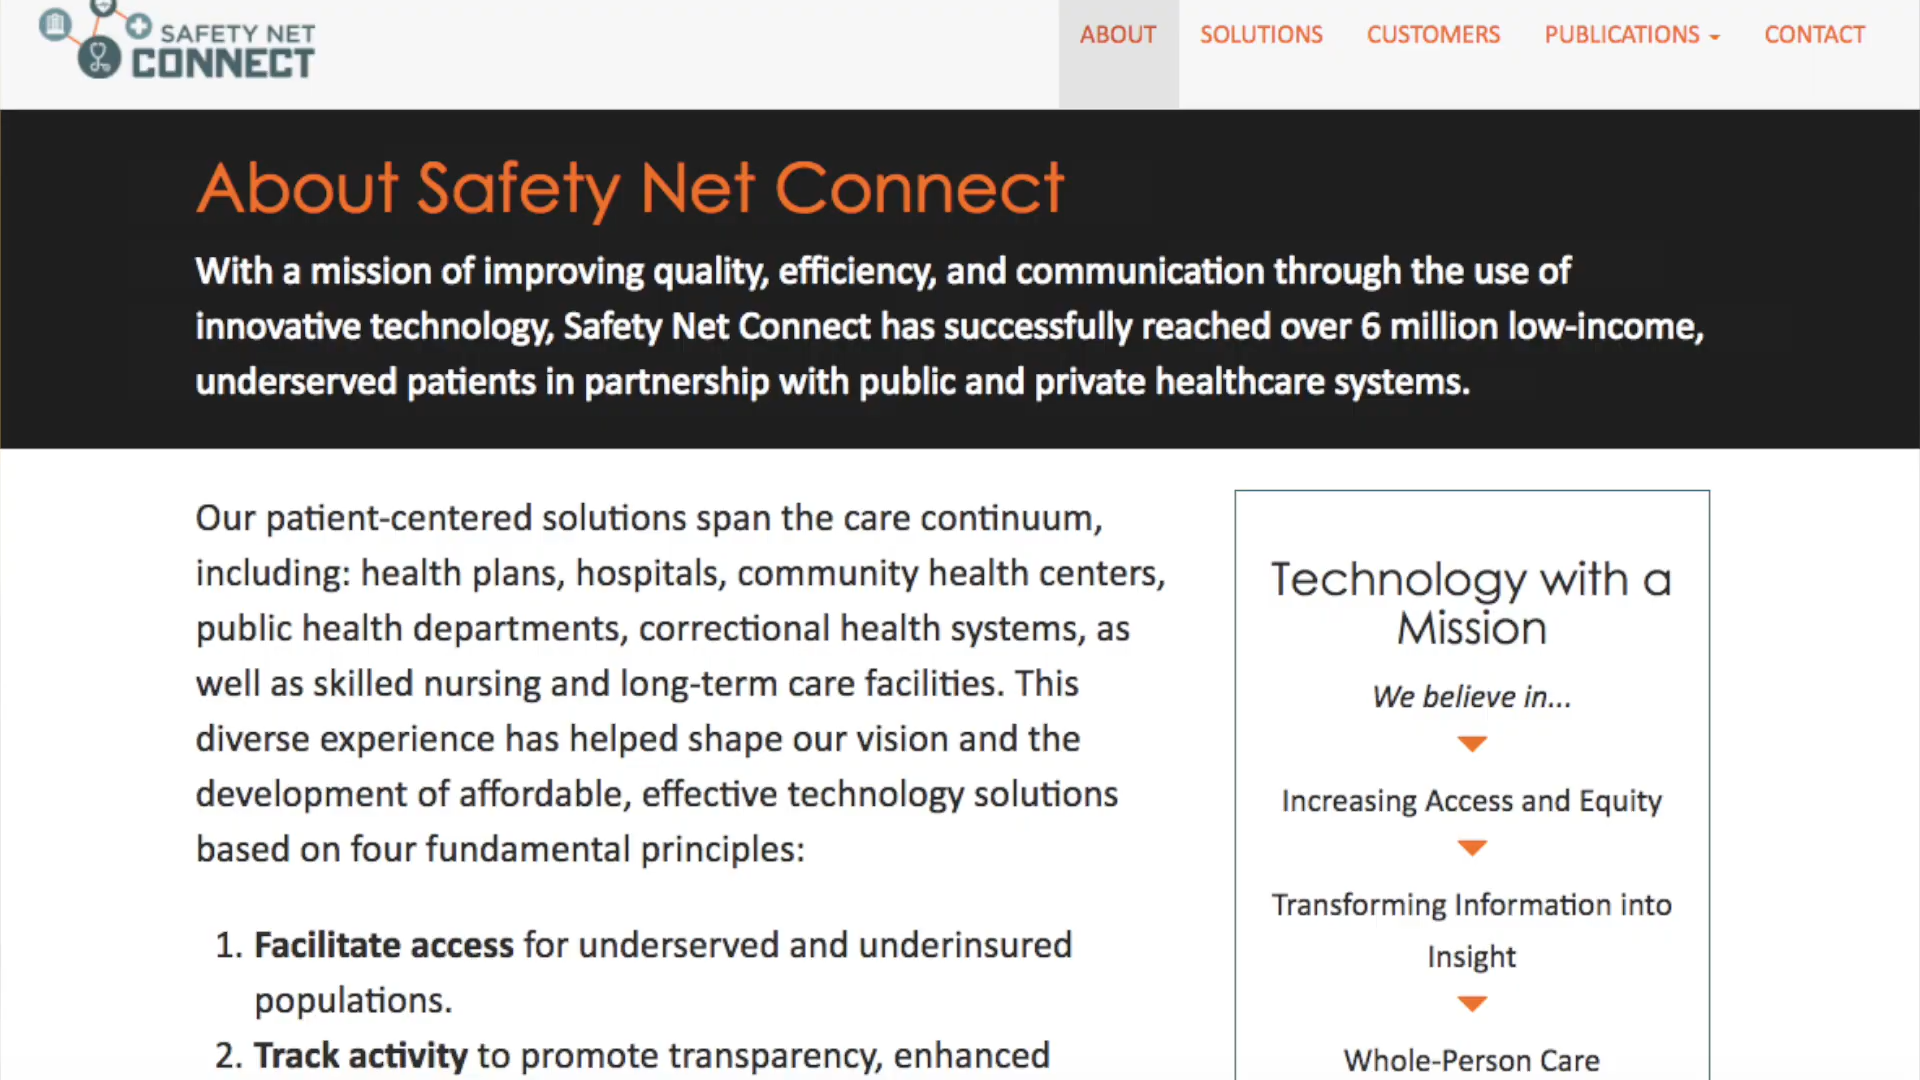 SAFETY NET
CONNECT
ABOUT
SOLUTIONS
CUSTOMERS
PUBLICATIONS
CONTACT
About Safety Net Connect
With a mission of improving quality, efficiency, and communication through the use of
innovative technology, Safety Net Connect has successfully reached over 6 million low-income,
underserved patients in partnership with public and private healthcare systems.
Our patient-centered solutions span the care continuum,
including: health plans, hospitals, community health centers,
public health departments, correctional health systems, as
well as skilled nursing and long-term care facilities. This
diverse experience has helped shape our vision and the
development of affordable, effective technology solutions
based on four fundamental principles:
1. Facilitate access for underserved and underinsured
populations.
2. Track activity to promote transparency, enhanced
Technology with a
Mission
We believe in...
Increasing Access and Equity
Transforming Information into
Insight
Whole-Person Care